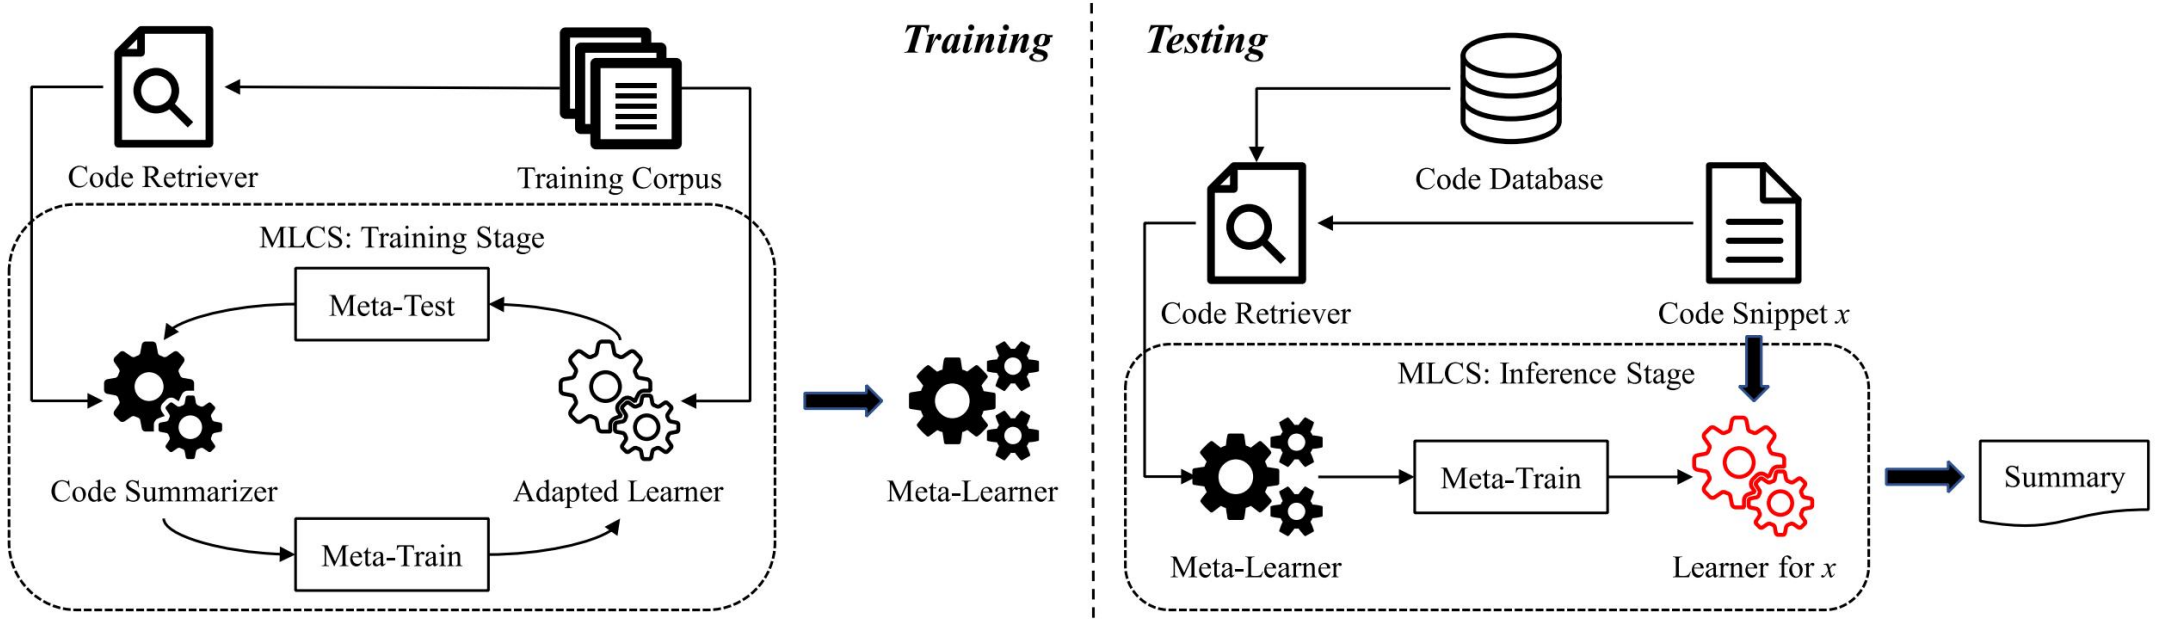 Training
Code Retriever
Training Corpus
MLCS: Training Stage
Meta-Test
Code Summarizer
Adapted Learner
Meta-Train
Meta-Learner
Testing
Code Database
Code Retriever
Code Snippet x
MLCS: Inference Stage
Meta-Train
Meta-Learner
Learner for x
Summary